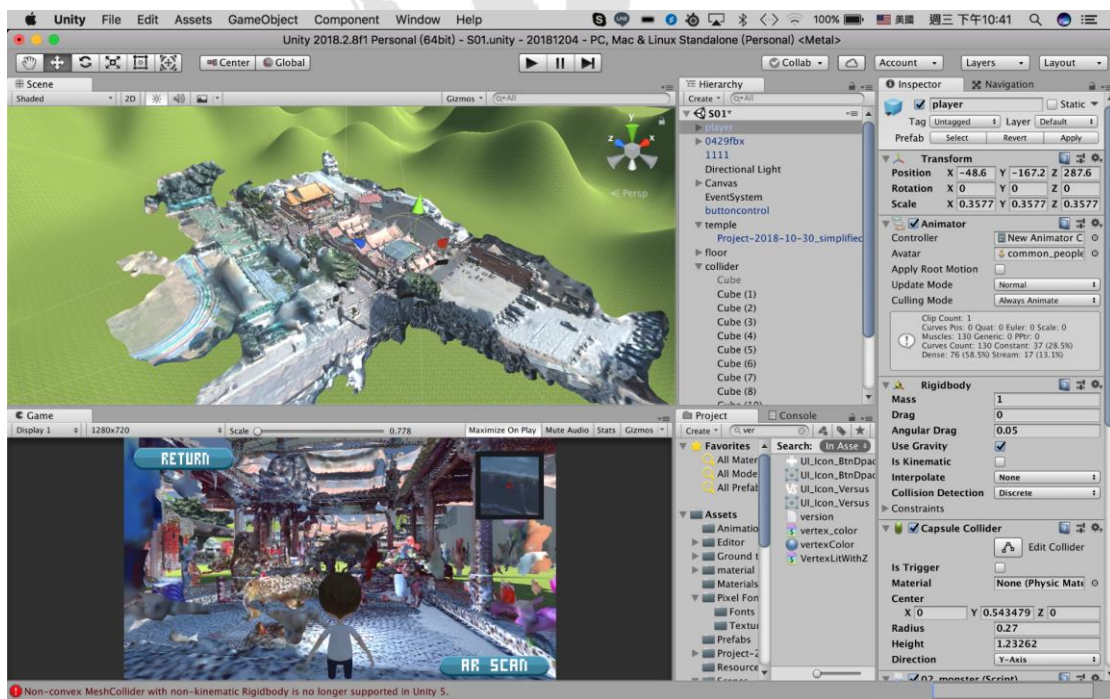 Unity File Edit Assets GameObject Component Window Help
100% 美國 週三下午10:41
Unity 2018.2.8f1 Personal (64bit) - S01.unity - 20181204 - PC, Mac & Linux Standalone (Personal) <Metal>
Center Global
Collab Account Layers Layout
Scene
Shaded 2D Gizmos All
y
z x
Persp
Hierarchy
Create All
S01*
player
0429fbx
1111
Directional Light
Canvas
EventSystem
buttoncontrol
temple
Project-2018-10-30_simplified
floor
collider
Cube
Cube (1)
Cube (2)
Cube (3)
Cube (4)
Cube (5)
Cube (6)
Cube (7)
Cube (8)
Cube (10)
Inspector Navigation
player Static
Tag Untagged Layer Default
Prefab Select Revert Apply
Transform
Position X -48.6 Y -167.2 Z 287.6
Rotation X 0 Y 0 Z 0
Scale X 0.3577 Y 0.3577 Z 0.3577
Animator
Controller New Animator C
Avatar common_people
Apply Root Motion
Update Mode Normal
Culling Mode Always Animate
Clip Count: 1
Curves Pos: 0 Quat: 0 Euler: 0 Scale: 0
Muscles: 130 Generic: 0 PPtr: 0
Curves Count: 130 Constant: 37 (28.5%)
Dense: 76 (58.5%) Stream: 17 (13.1%)
Rigidbody
Mass 1
Drag 0
Angular Drag 0.05
Use Gravity
Is Kinematic
Interpolate None
Collision Detection Discrete
Constraints
Capsule Collider
Edit Collider
Is Trigger
Material None (Physic Mate
Center
X 0 Y 0.543479 Z 0
Radius 0.27
Height 1.23262
Direction Y-Axis
02_monster (Script)
Game
Display 1 1280x720 Scale 0.778 Maximize On Play Mute Audio Stats Gizmos
RETURN
AR SCAN
Project Console
Create ver
Favorites
All Mater
All Mode
All Prefab
Assets
Animatio
Editor
Ground t
material
Materials
Pixel Fon
Fonts
Textur
Prefabs
Project-2
Resource
Scenes
Search: In Asse
UI_Icon_BtnDpac
UI_Icon_BtnDpac
UI_Icon_Versus
UI_Icon_Versus
version
vertex_color
vertexColor
VertexLitWithZ
Non-convex MeshCollider with non-kinematic Rigidbody is no longer supported in Unity 5.